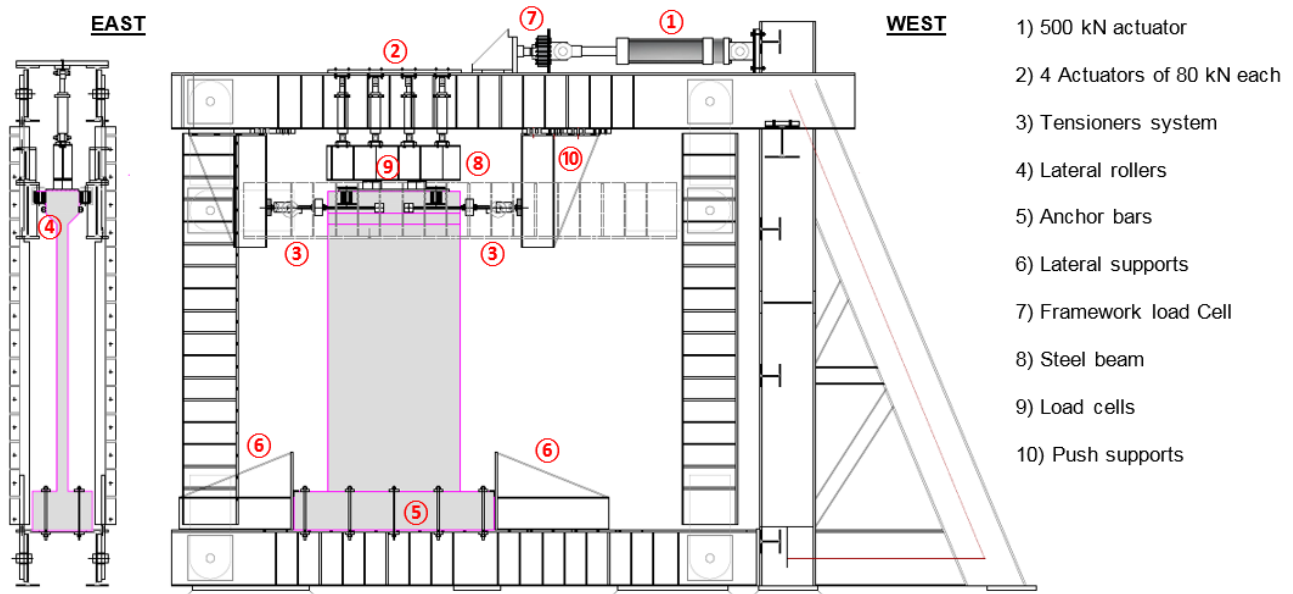 EAST
WEST
1) 500 kN actuator
2) 4 Actuators of 80 kN each
3) Tensioners system
4) Lateral rollers
5) Anchor bars
6) Lateral supports
7) Framework load Cell
8) Steel beam
9) Load cells
10) Push supports
7
1
2
9
8
10
4
3
3
6
6
5